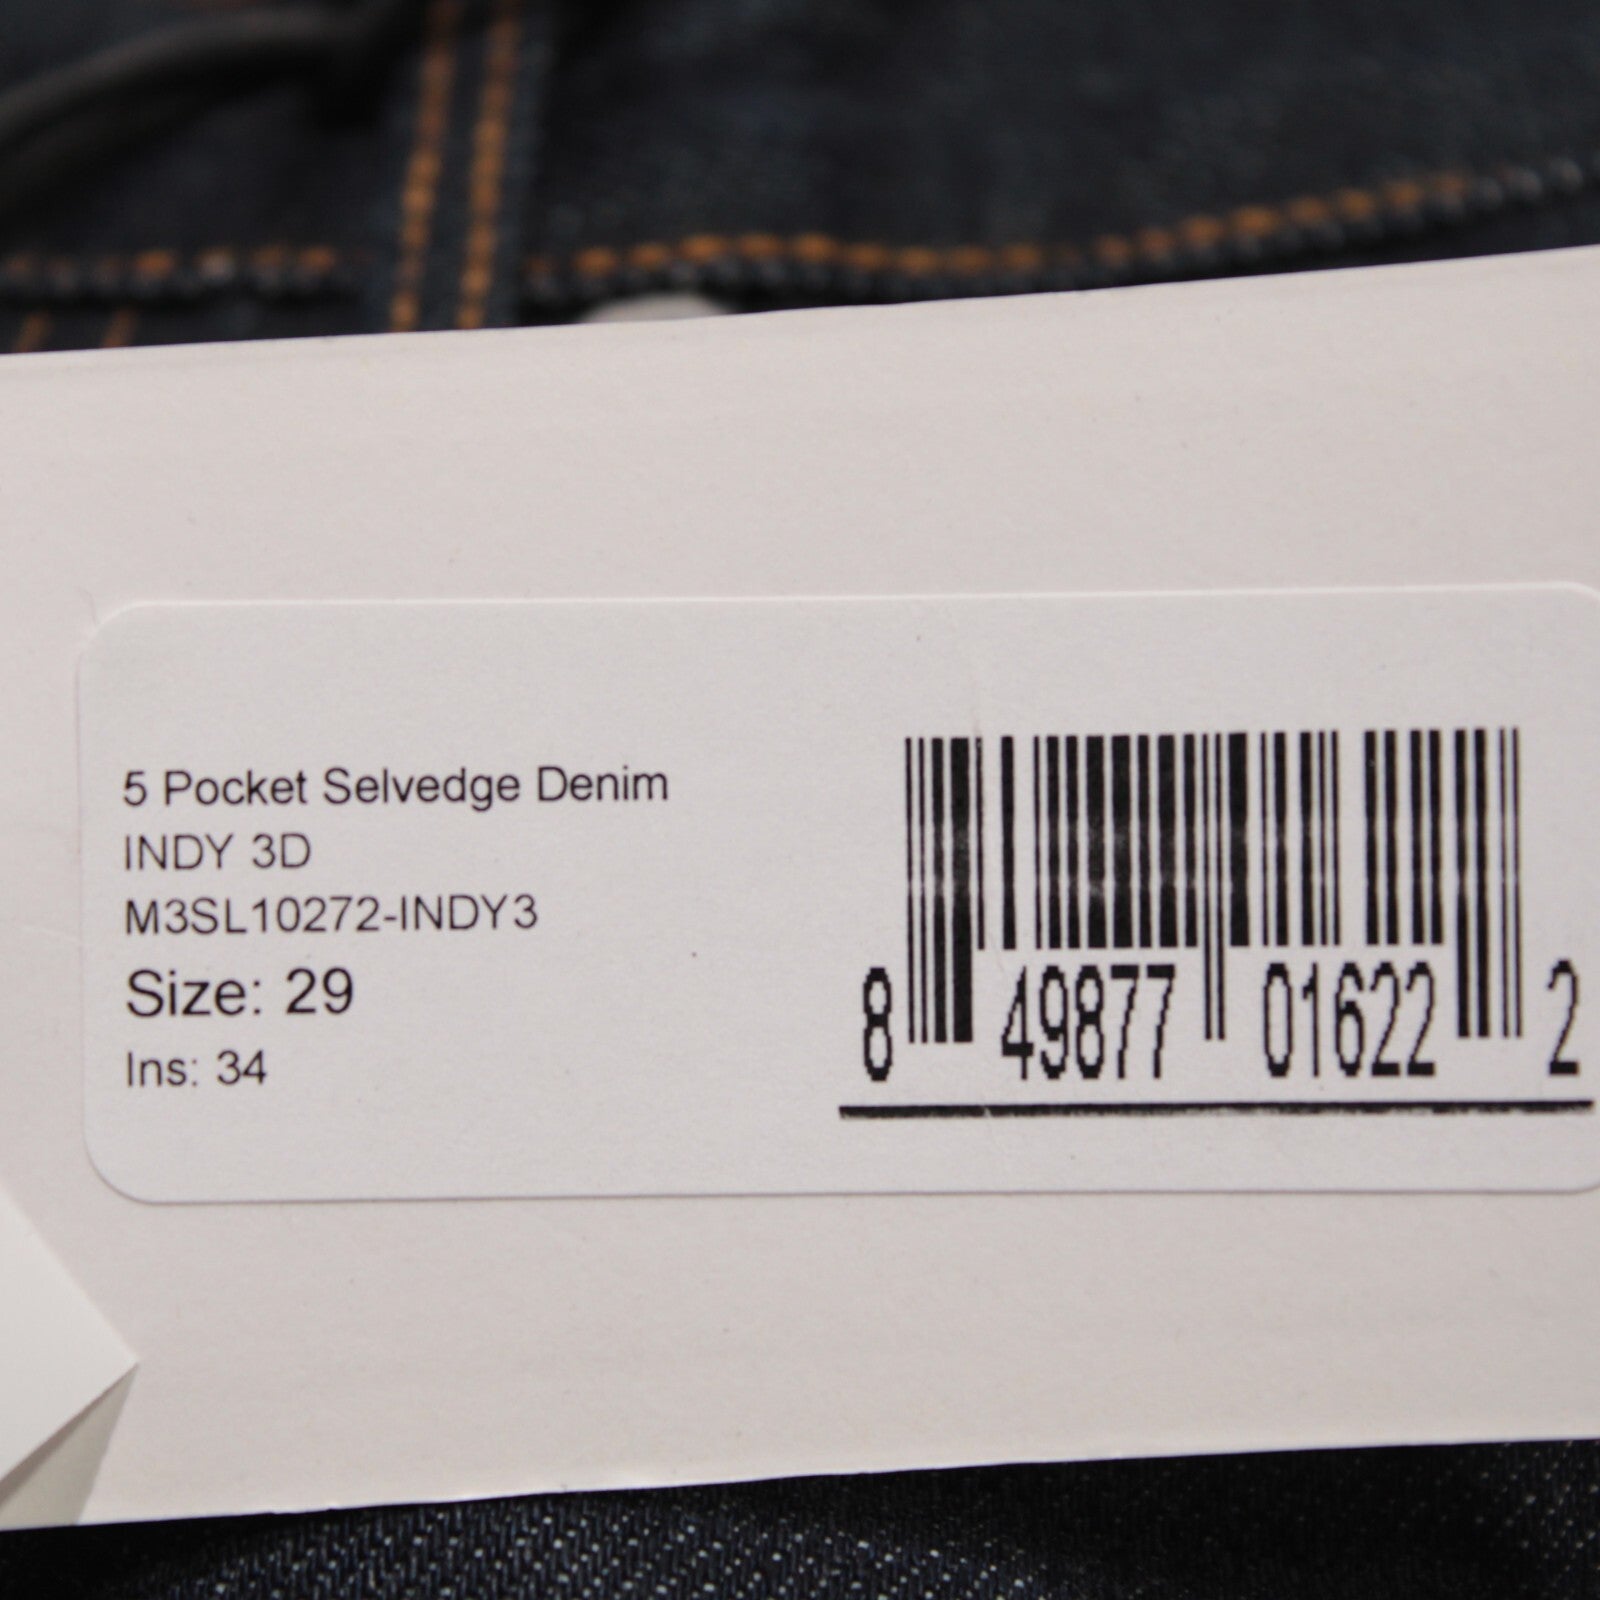 5 Pocket Selvedge Denim
INDY 3D
M3SL10272-INDY3
Size: 29
Ins: 34
8 49877 01622 2